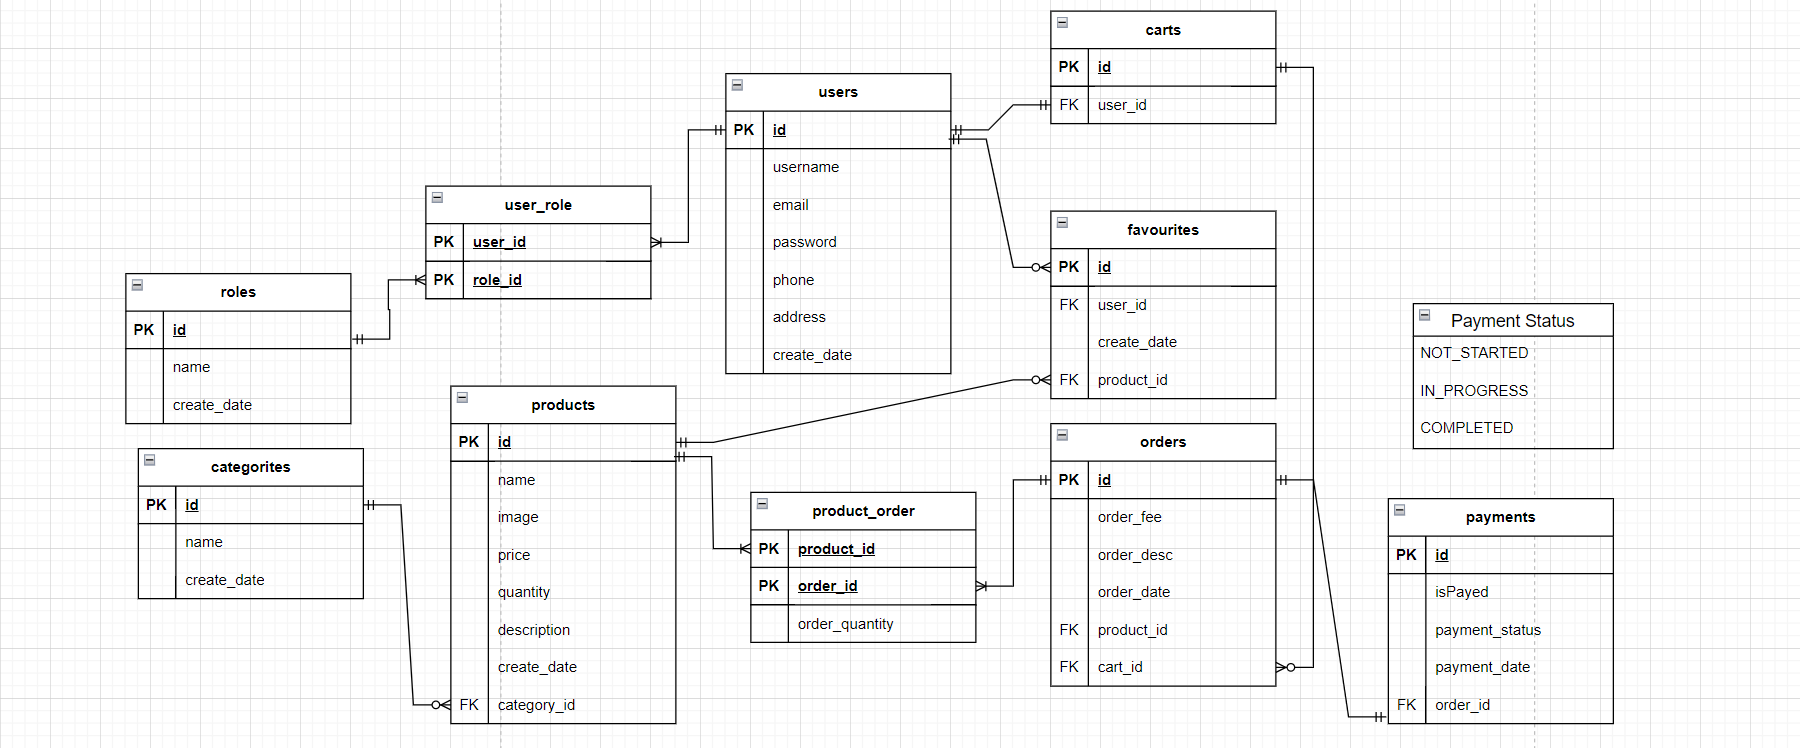 carts
PK id
FK user_id
users
PK id
username
email
password
phone
address
create_date
user_role
PK user_id
PK role_id
favourites
PK id
FK user_id
create_date
FK product_id
roles
PK id
name
create_date
Payment Status
NOT_STARTED
IN_PROGRESS
COMPLETED
products
PK id
name
image
price
quantity
description
create_date
FK category_id
categorites
PK id
name
create_date
orders
PK id
order_fee
order_desc
order_date
FK product_id
FK cart_id
product_order
PK product_id
PK order_id
order_quantity
payments
PK id
isPayed
payment_status
payment_date
FK order_id